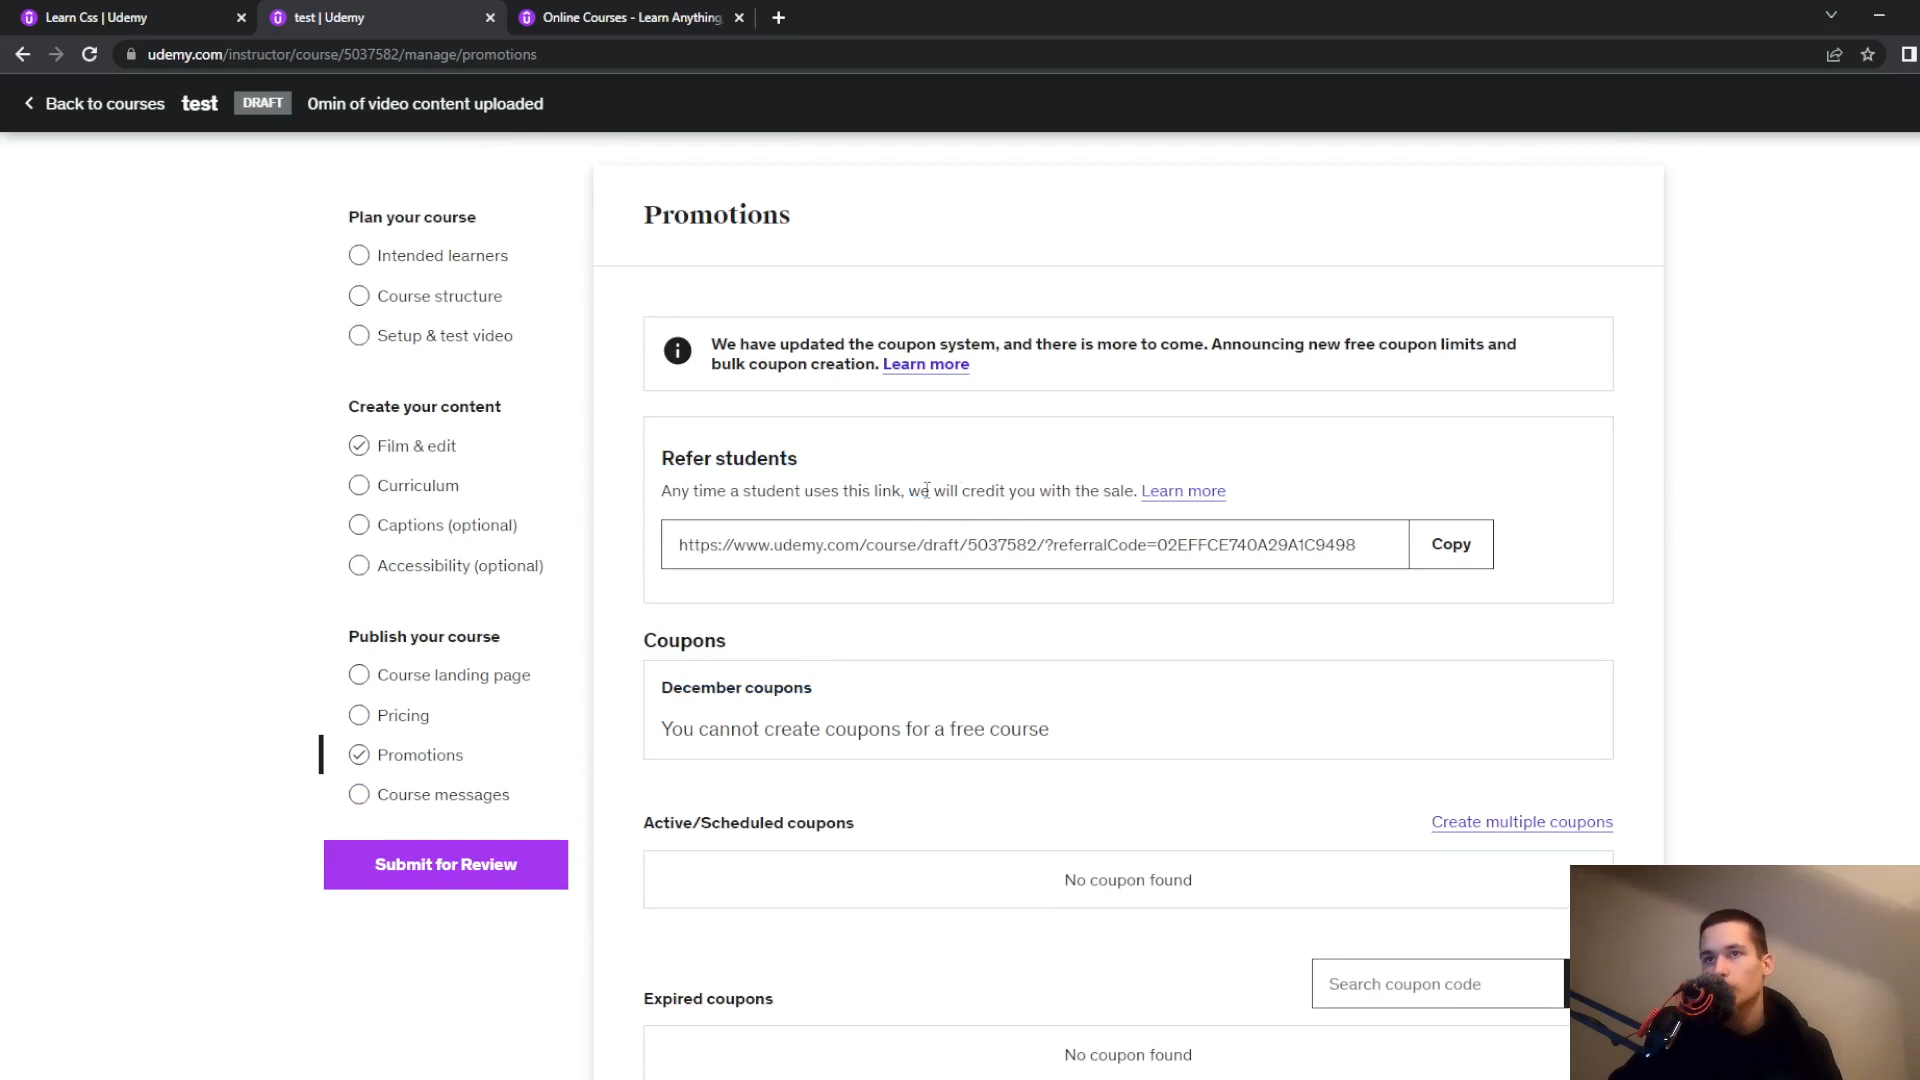 Learn Css | Udemy
test | Udemy
Online Courses - Learn Anything,
udemy.com/instructor/course/5037582/manage/promotions
Back to courses
test
DRAFT
0min of video content uploaded
Plan your course
Intended learners
Course structure
Setup & test video
Create your content
Film & edit
Curriculum
Captions (optional)
Accessibility (optional)
Publish your course
Course landing page
Pricing
Promotions
Course messages
Submit for Review
Promotions
We have updated the coupon system, and there is more to come. Announcing new free coupon limits and
bulk coupon creation. Learn more
Refer students
Any time a student uses this link, we will credit you with the sale. Learn more
https://www.udemy.com/course/draft/5037582/?referralCode=02EFFCE740A29A1C9498
Copy
Coupons
December coupons
You cannot create coupons for a free course
Active/Scheduled coupons
Create multiple coupons
No coupon found
Expired coupons
Search coupon code
No coupon found